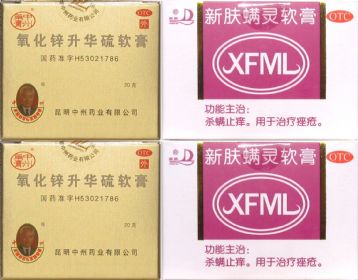 OTC
外
氧化锌升华硫软膏
国药准字H53021786
20克
昆明中州药业有限公司
新肤螨灵软膏
OTC
XFML
功能主治:
杀螨止痒。用于治疗痤疮。
OTC
外
氧化锌升华硫软膏
国药准字H53021786
20克
昆明中州药业有限公司
新肤螨灵软膏
OTC
XFML
功能主治:
杀螨止痒。用于治疗痤疮。